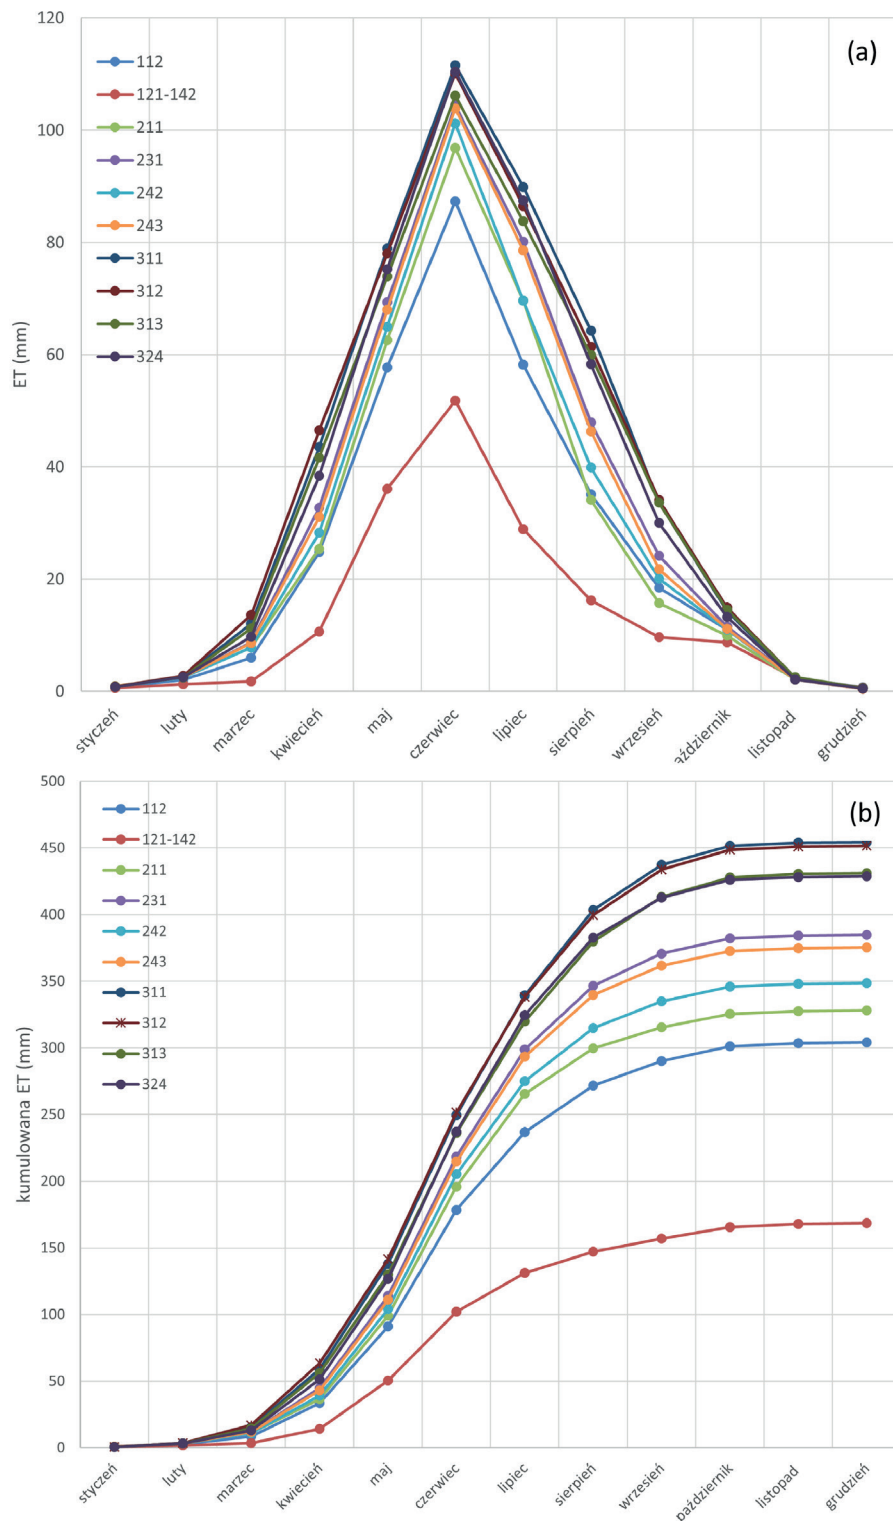 120
(a)
112
121-142
100
211
231
242
243
80
311
312
313
324
60
ET (mm)
40
20
0
styczeń
luty
marzec
kwiecień
maj
czerwiec
lipiec
sierpień
wrzesień
aździernik
listopad
grudzień
500
(b)
112
121-142
450
211
231
400
242
243
350
311
312
313
300
324
kumulowana ET (mm)
250
200
150
100
50
0
styczeń
luty
marzec
kwiecień
maj
czerwiec
lipiec
sierpień
wrzesień
październik
listopad
grudzień